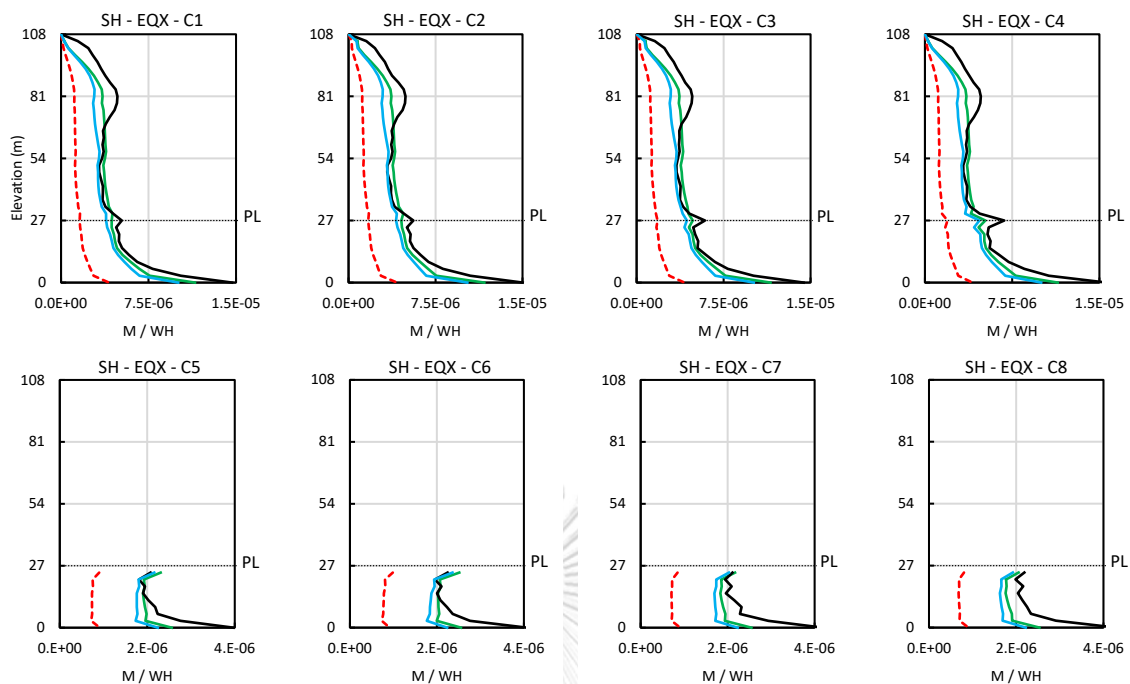 SH - EQX - C1
SH - EQX - C2
SH - EQX - C3
SH - EQX - C4
108
81
54
27
0
108
81
54
27
0
108
81
54
27
0
108
81
54
27
0
Elevation (m)
PL
PL
PL
PL
0.0E+00 7.5E-06 1.5E-05
0.0E+00 7.5E-06 1.5E-05
0.0E+00 7.5E-06 1.5E-05
0.0E+00 7.5E-06 1.5E-05
M / WH
M / WH
M / WH
M / WH
SH - EQX - C5
SH - EQX - C6
SH - EQX - C7
SH - EQX - C8
108
81
54
27
0
108
81
54
27
0
108
81
54
27
0
108
81
54
27
0
PL
PL
PL
PL
0.E+00 2.E-06 4.E-06
0.E+00 2.E-06 4.E-06
0.E+00 2.E-06 4.E-06
0.E+00 2.E-06 4.E-06
M / WH
M / WH
M / WH
M / WH